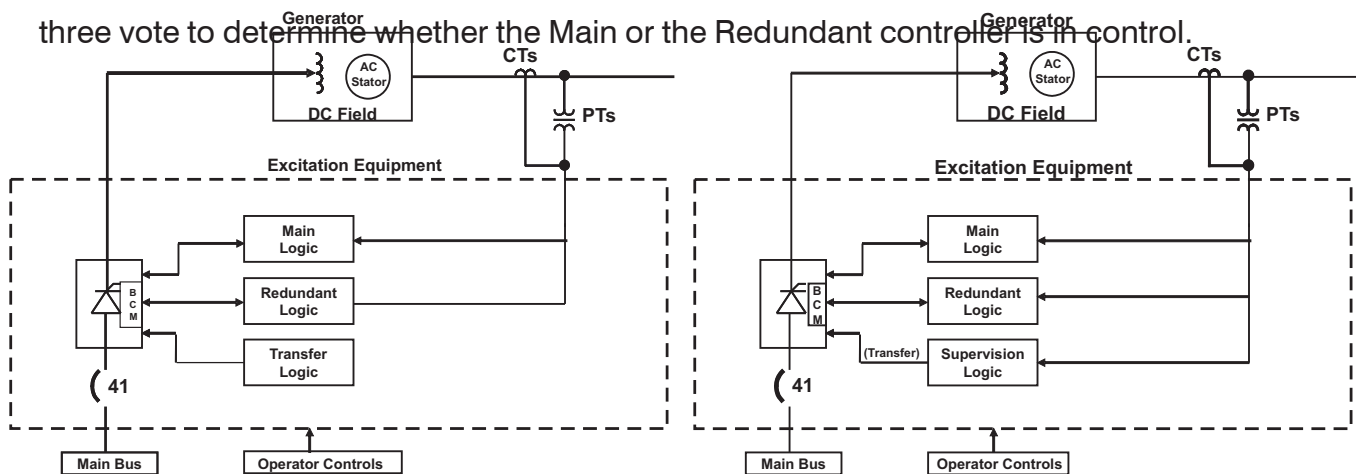 three vote to determine whether the Main or the Redundant controller is in control.
Generator
CTs
AC
Stator
DC Field
PTs
Excitation Equipment
Main
Logic
B
C
M
Redundant
Logic
Transfer
Logic
41
Main Bus
Operator Controls
Generator
CTs
AC
Stator
DC Field
PTs
Excitation Equipment
Main
Logic
B
C
M
Redundant
Logic
(Transfer)
Supervision
Logic
41
Main Bus
Operator Controls